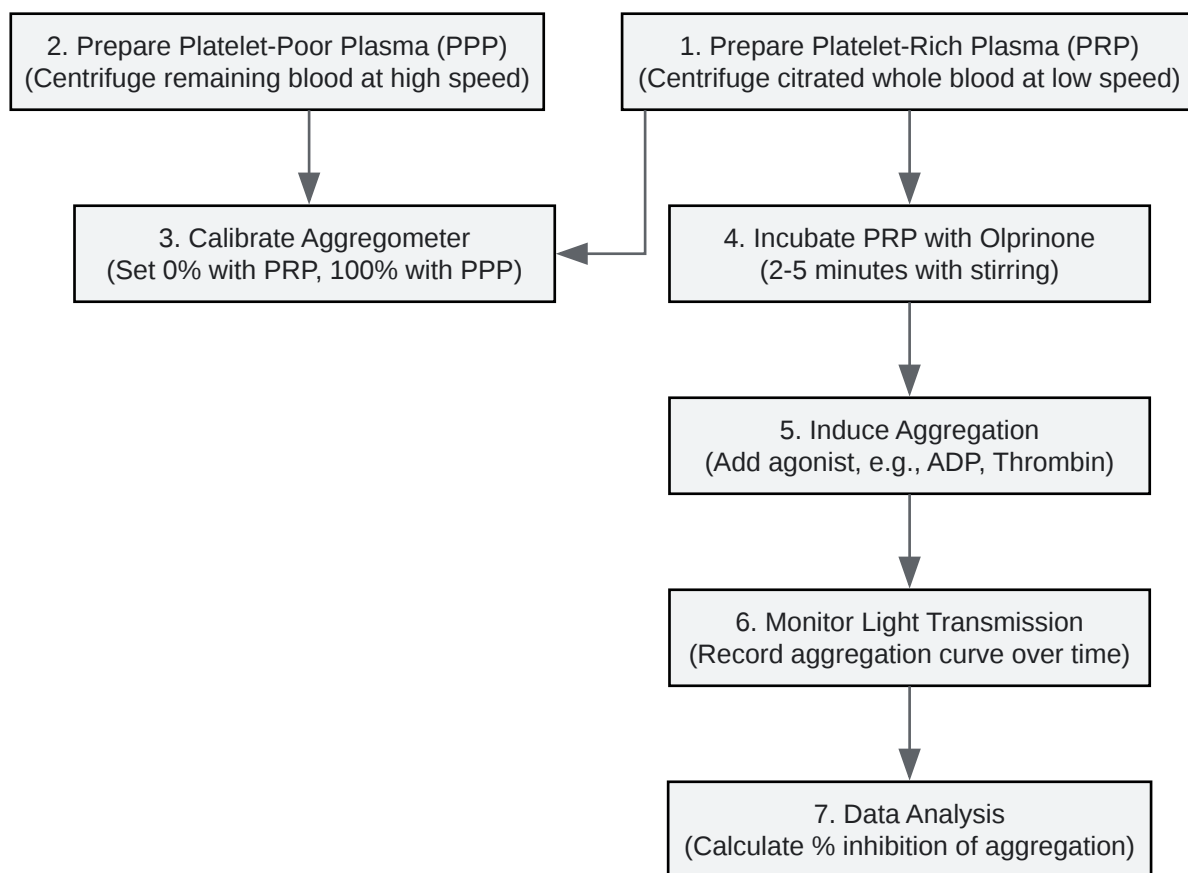 2. Prepare Platelet-Poor Plasma (PPP)
(Centrifuge remaining blood at high speed)
1. Prepare Platelet-Rich Plasma (PRP)
(Centrifuge citrated whole blood at low speed)
3. Calibrate Aggregometer
(Set 0% with PRP, 100% with PPP)
4. Incubate PRP with Olprinone
(2-5 minutes with stirring)
5. Induce Aggregation
(Add agonist, e.g., ADP, Thrombin)
6. Monitor Light Transmission
(Record aggregation curve over time)
7. Data Analysis
(Calculate % inhibition of aggregation)